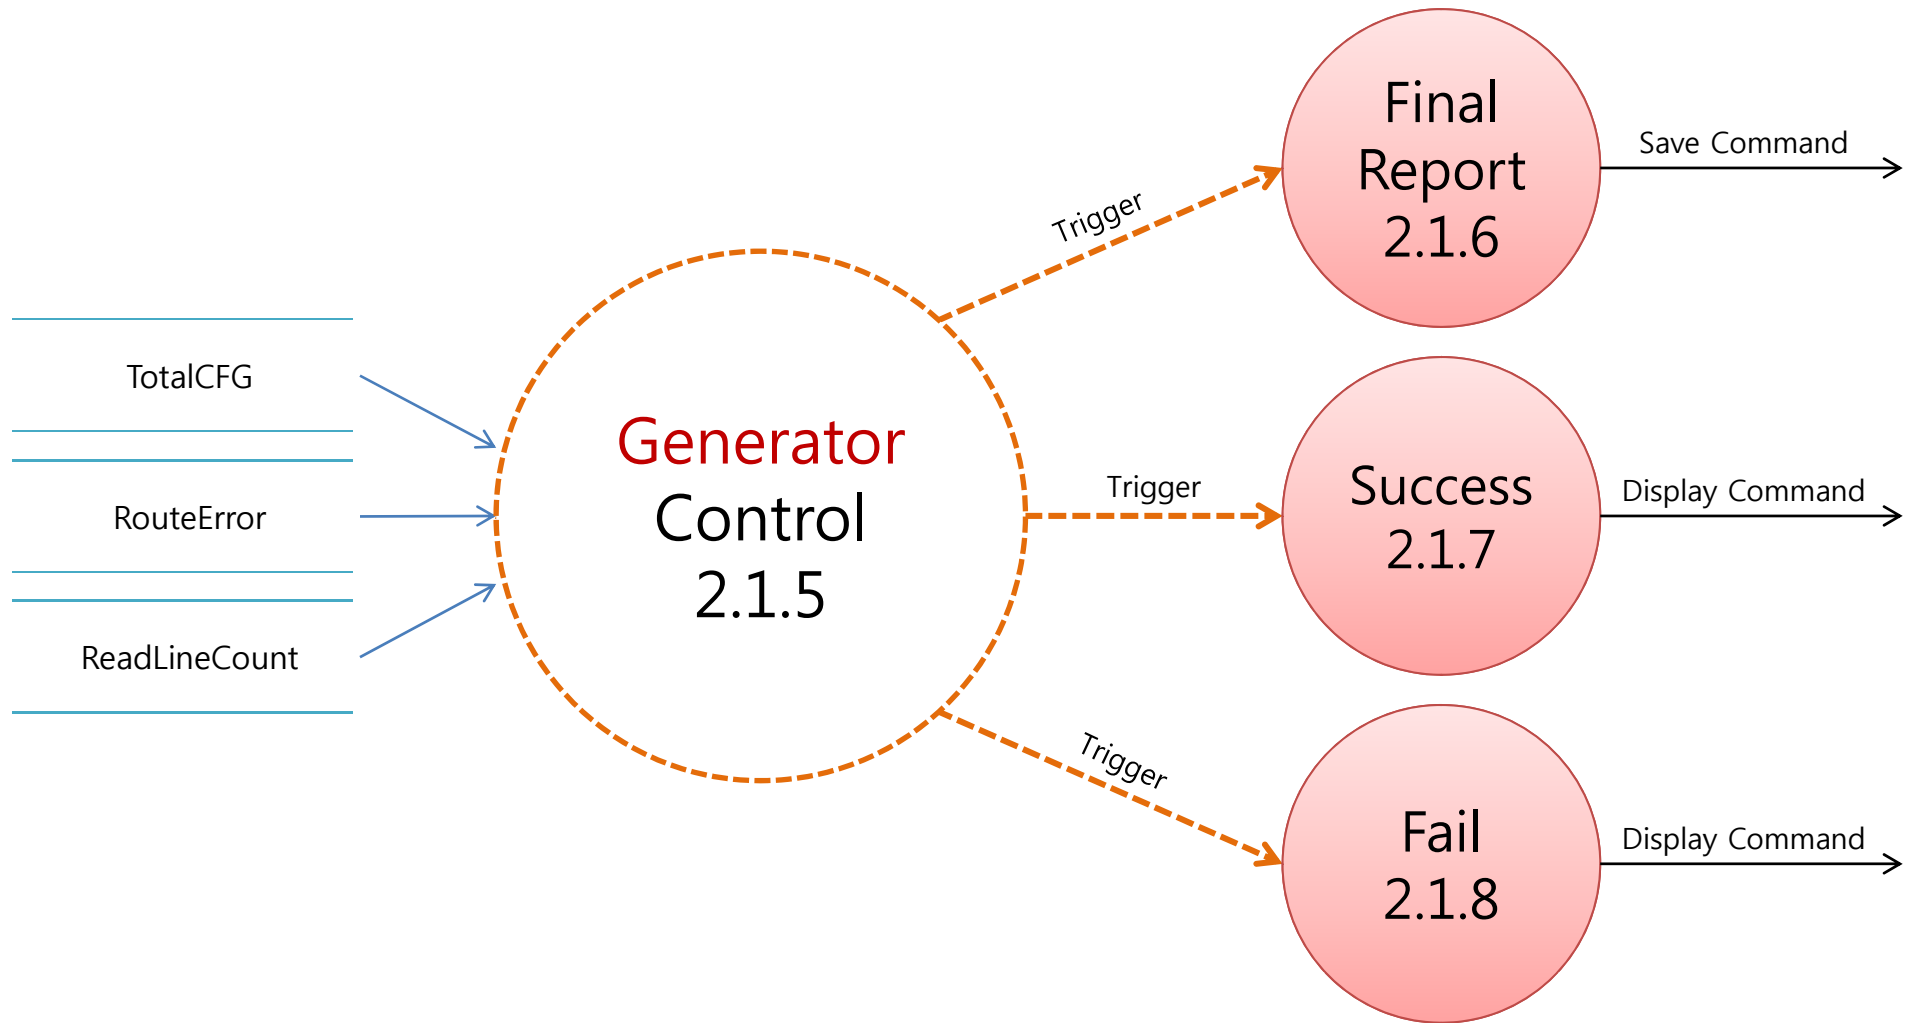 TotalCFG
RouteError
ReadLineCount
Generator
Control
2.1.5
Trigger
Trigger
Trigger
Final
Report
2.1.6
Save Command
Success
2.1.7
Display Command
Fail
2.1.8
Display Command